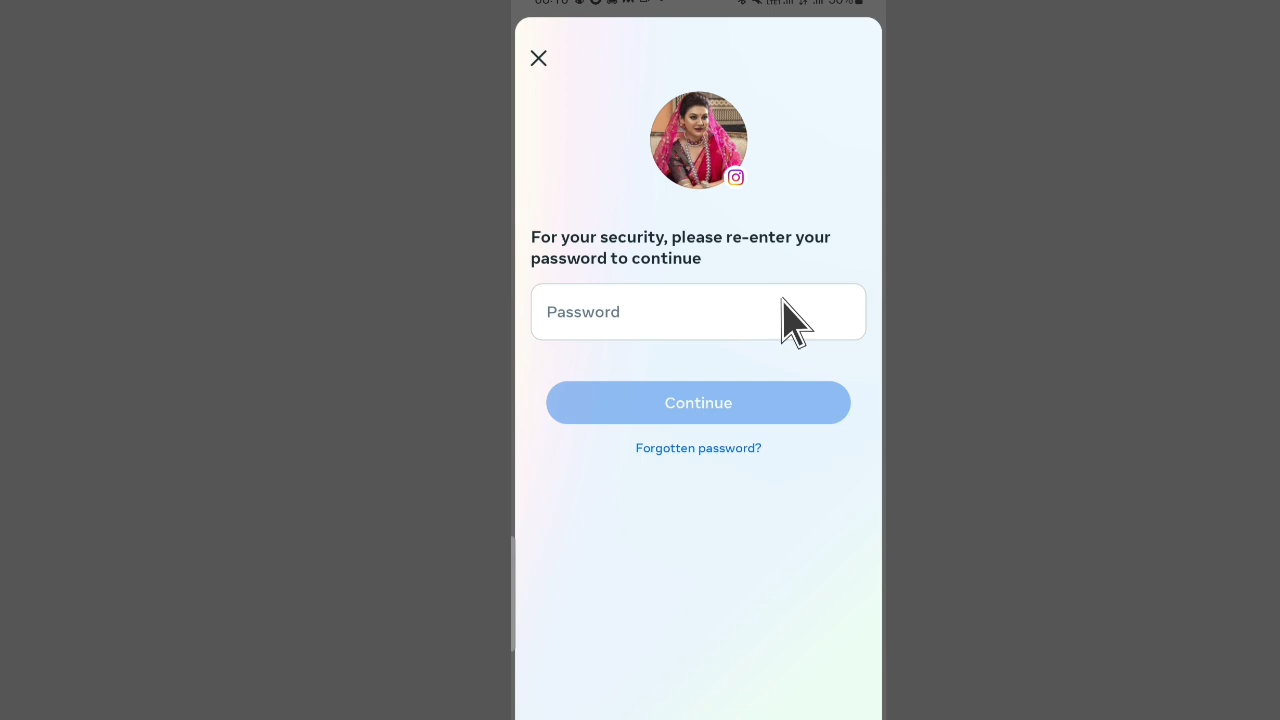 For your security, please re-enter your
password to continue
Password
Continue
Forgotten password?